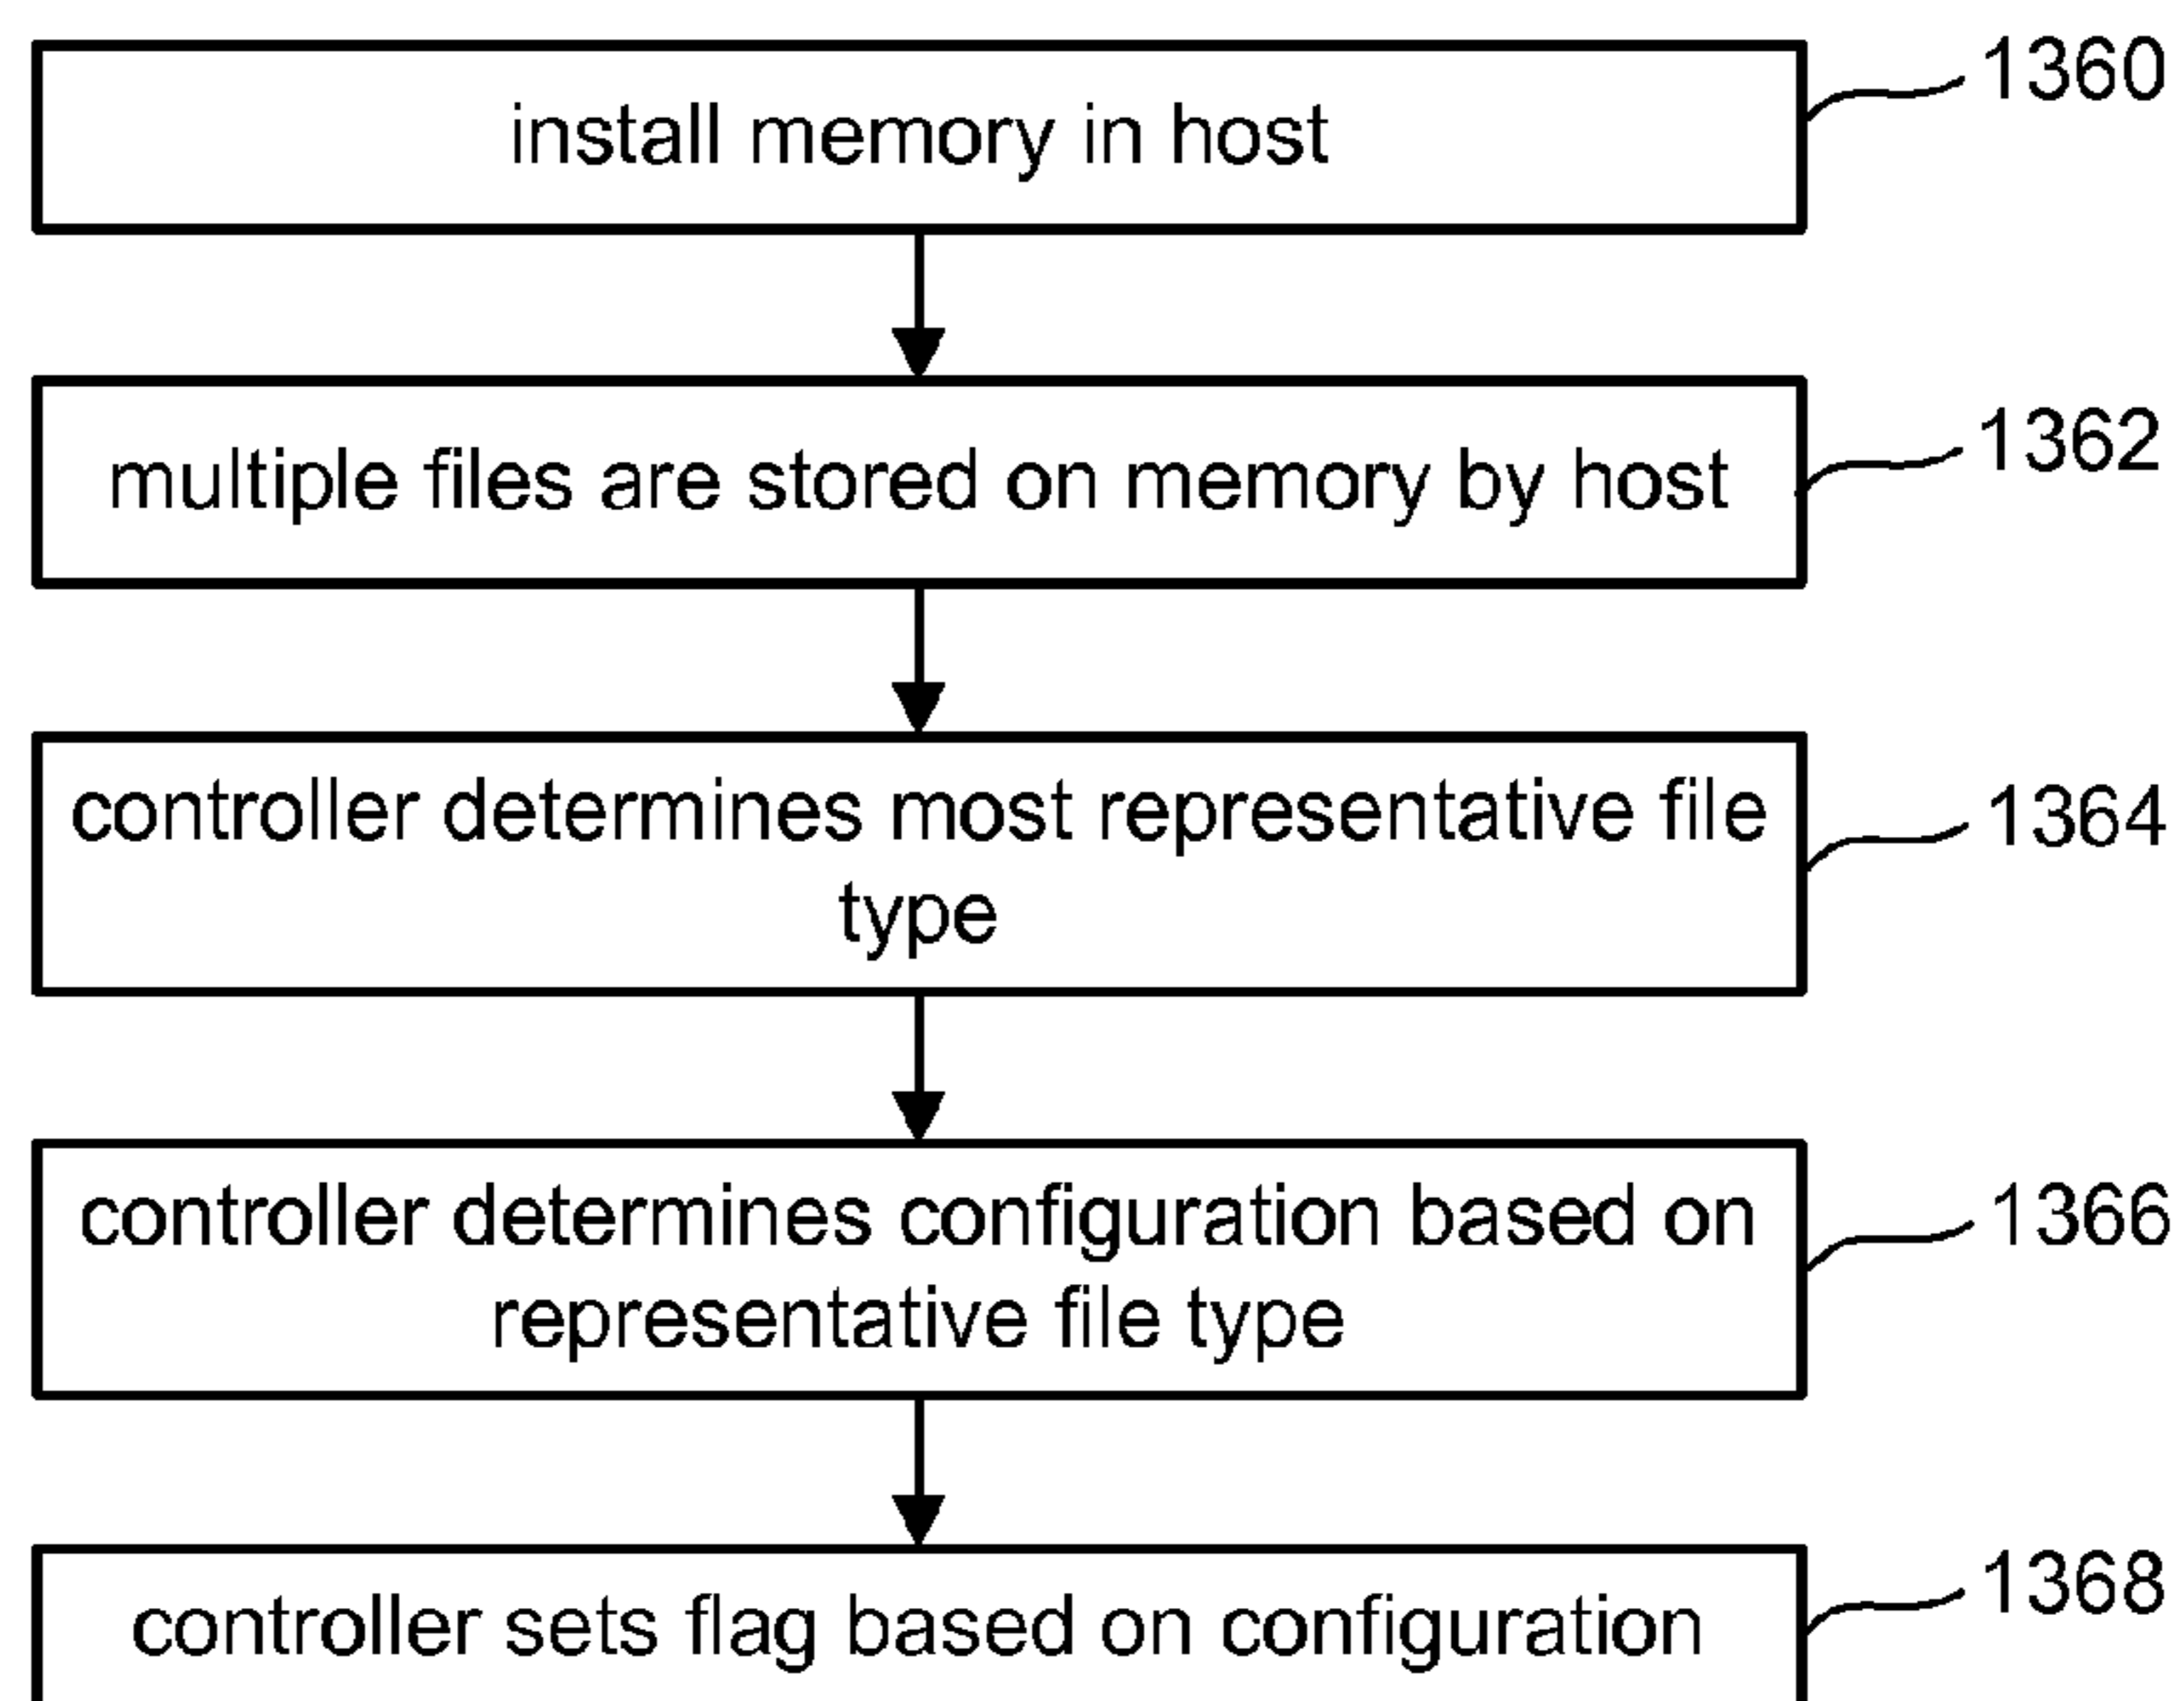 install memory in host
1360
multiple files are stored on memory by host
1362
controller determines most representative file
type
1364
controller determines configuration based on
representative file type
1366
controller sets flag based on configuration
1368